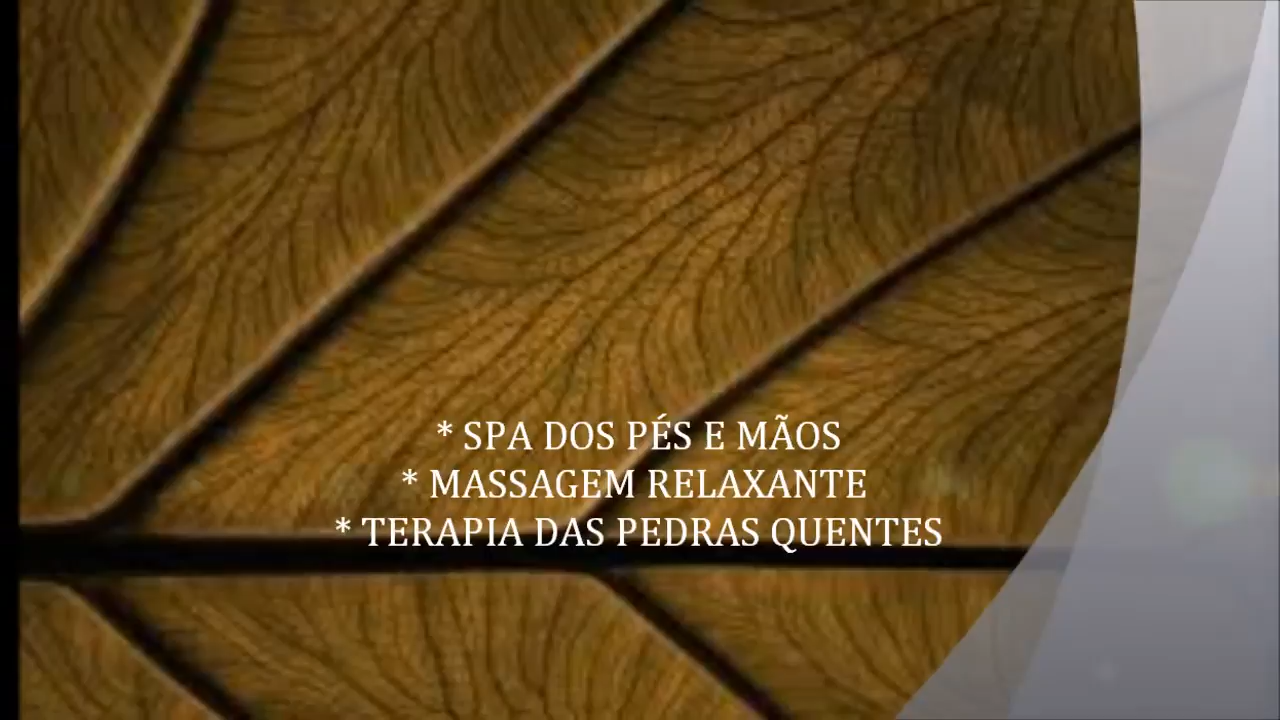 * SPA DOS PÉS E MÃOS
* MASSAGEM RELAXANTE
* TERAPIA DAS PEDRAS QUENTES